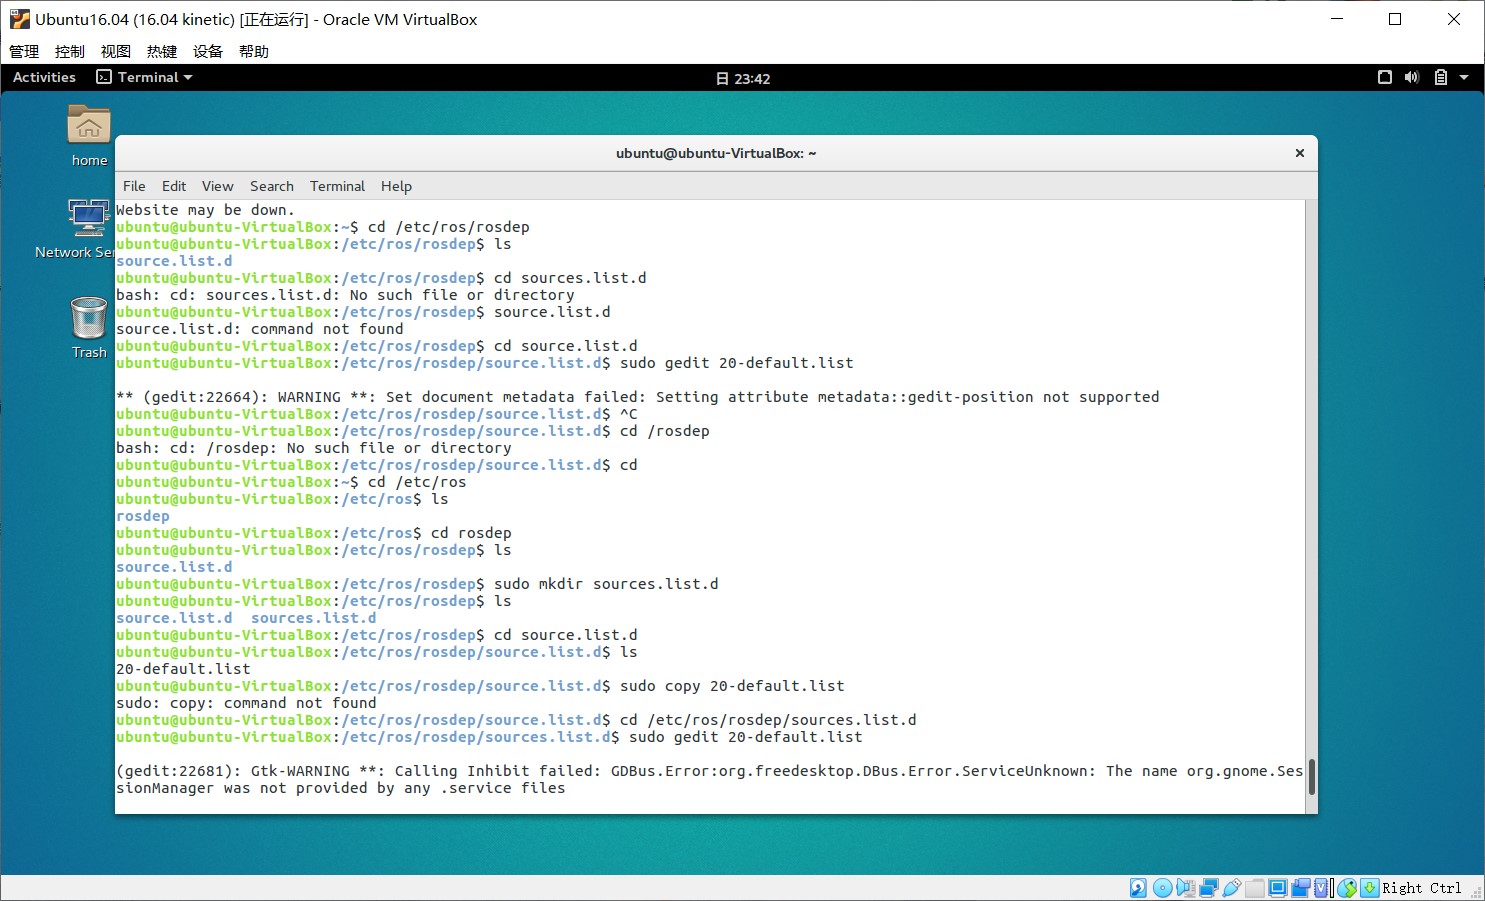 Ubuntu16.04 (16.04 kinetic) [正在运行] - Oracle VM VirtualBox
管理 控制 视图 热键 设备 帮助
Activities Terminal 日 23:42
home
Network Ser
Trash
ubuntu@ubuntu-VirtualBox: ~
File Edit View Search Terminal Help
Website may be down.
ubuntu@ubuntu-VirtualBox:~$ cd /etc/ros/rosdep
ubuntu@ubuntu-VirtualBox:/etc/ros/rosdep$ ls
source.list.d
ubuntu@ubuntu-VirtualBox:/etc/ros/rosdep$ cd sources.list.d
bash: cd: sources.list.d: No such file or directory
ubuntu@ubuntu-VirtualBox:/etc/ros/rosdep$ source.list.d
source.list.d: command not found
ubuntu@ubuntu-VirtualBox:/etc/ros/rosdep$ cd source.list.d
ubuntu@ubuntu-VirtualBox:/etc/ros/rosdep/source.list.d$ sudo gedit 20-default.list

** (gedit:22664): WARNING **: Set document metadata failed: Setting attribute metadata::gedit-position not supported
ubuntu@ubuntu-VirtualBox:/etc/ros/rosdep/source.list.d$ ^C
ubuntu@ubuntu-VirtualBox:/etc/ros/rosdep/source.list.d$ cd /rosdep
bash: cd: /rosdep: No such file or directory
ubuntu@ubuntu-VirtualBox:/etc/ros/rosdep/source.list.d$ cd
ubuntu@ubuntu-VirtualBox:~$ cd /etc/ros
ubuntu@ubuntu-VirtualBox:/etc/ros$ ls
rosdep
ubuntu@ubuntu-VirtualBox:/etc/ros$ cd rosdep
ubuntu@ubuntu-VirtualBox:/etc/ros/rosdep$ ls
source.list.d
ubuntu@ubuntu-VirtualBox:/etc/ros/rosdep$ sudo mkdir sources.list.d
ubuntu@ubuntu-VirtualBox:/etc/ros/rosdep$ ls
source.list.d  sources.list.d
ubuntu@ubuntu-VirtualBox:/etc/ros/rosdep$ cd source.list.d
ubuntu@ubuntu-VirtualBox:/etc/ros/rosdep/source.list.d$ ls
20-default.list
ubuntu@ubuntu-VirtualBox:/etc/ros/rosdep/source.list.d$ sudo copy 20-default.list
sudo: copy: command not found
ubuntu@ubuntu-VirtualBox:/etc/ros/rosdep/source.list.d$ cd /etc/ros/rosdep/sources.list.d
ubuntu@ubuntu-VirtualBox:/etc/ros/rosdep/sources.list.d$ sudo gedit 20-default.list

(gedit:22681): Gtk-WARNING **: Calling Inhibit failed: GDBus.Error:org.freedesktop.DBus.Error.ServiceUnknown: The name org.gnome.Ses
sionManager was not provided by any .service files
Right Ctrl